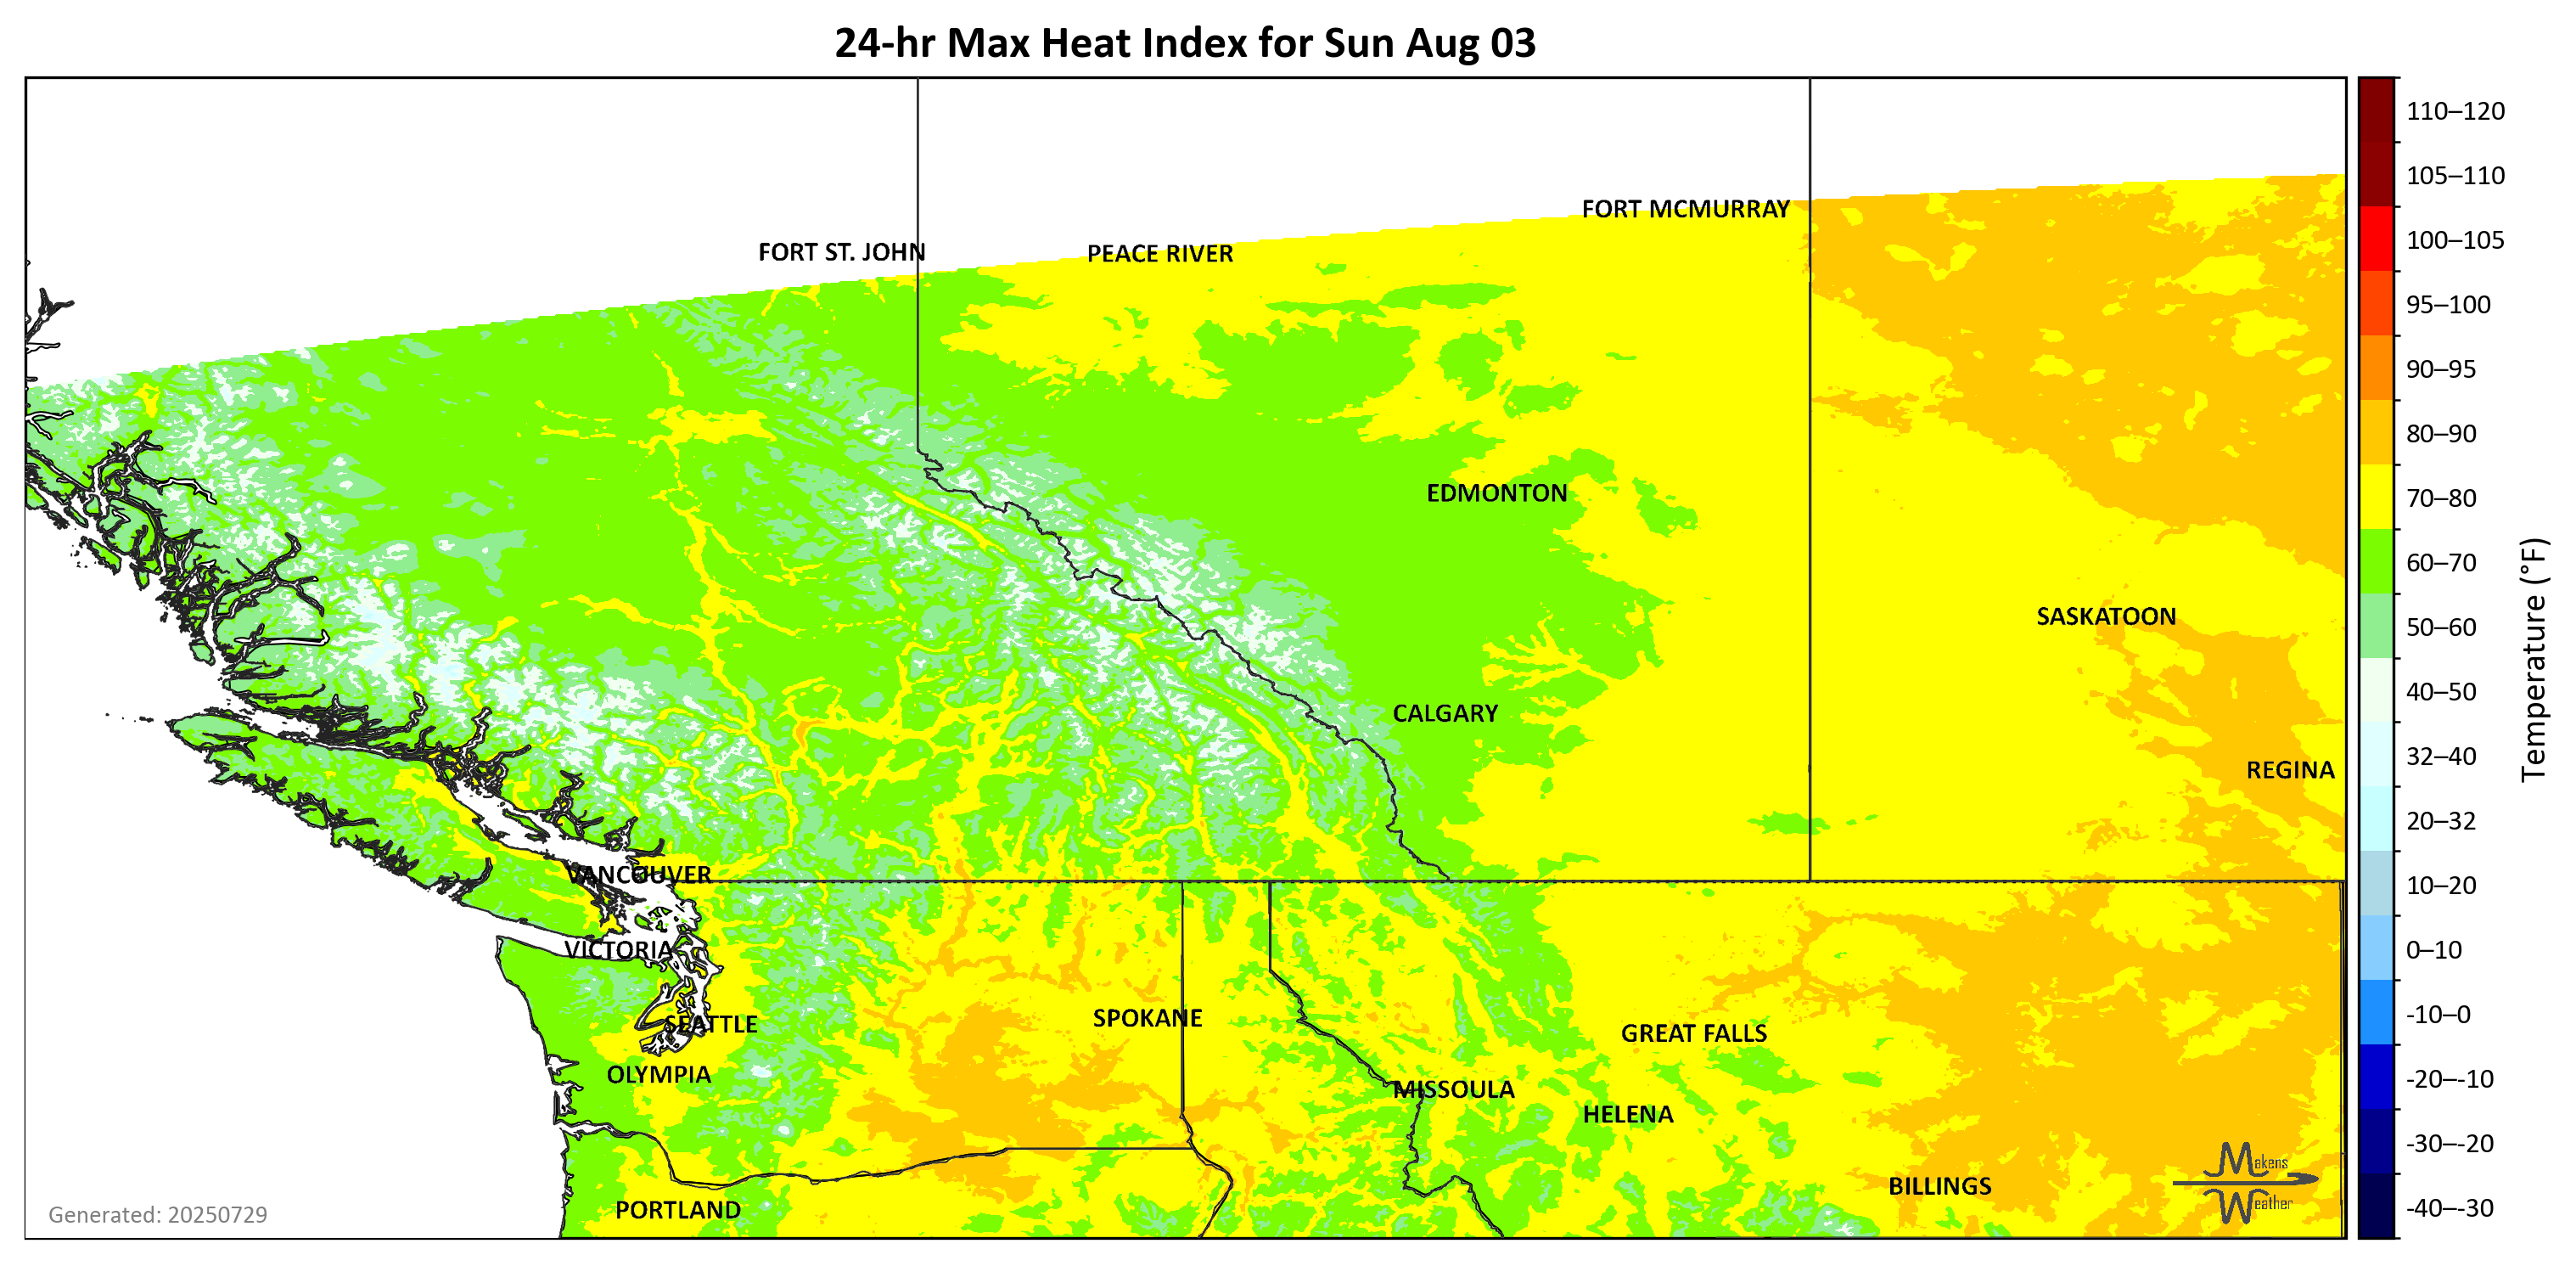 24-hr Max Heat Index for Sun Aug 03
110–120
105–110
FORT MCMURRAY
100–105
FORT ST. JOHN
PEACE RIVER
95–100
90–95
80–90
EDMONTON
70–80
60–70
SASKATOON
50–60
40–50
CALGARY
32–40
REGINA
Temperature (°F)
20–32
VANCOUVER
10–20
VICTORIA
0–10
-10–0
SEATTLE
SPOKANE
GREAT FALLS
OLYMPIA
-20–-10
MISSOULA
HELENA
-30–-20
Makens
Weather
BILLINGS
PORTLAND
-40–-30
Generated: 20250729